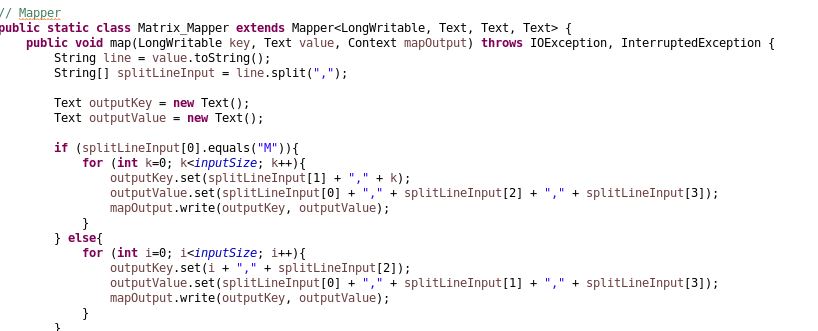 // Mapper
public static class Matrix_Mapper extends Mapper<LongWritable, Text, Text, Text> {
    public void map(LongWritable key, Text value, Context mapOutput) throws IOException, InterruptedException {
        String line = value.toString();
        String[] splitLineInput = line.split(",");

        Text outputKey = new Text();
        Text outputValue = new Text();

        if (splitLineInput[0].equals("M")){
            for (int k=0; k<inputSize; k++){
                outputKey.set(splitLineInput[1] + "," + k);
                outputValue.set(splitLineInput[0] + "," + splitLineInput[2] + "," + splitLineInput[3]);
                mapOutput.write(outputKey, outputValue);
            }
        } else{
            for (int i=0; i<inputSize; i++){
                outputKey.set(i + "," + splitLineInput[2]);
                outputValue.set(splitLineInput[0] + "," + splitLineInput[1] + "," + splitLineInput[3]);
                mapOutput.write(outputKey, outputValue);
            }
        }